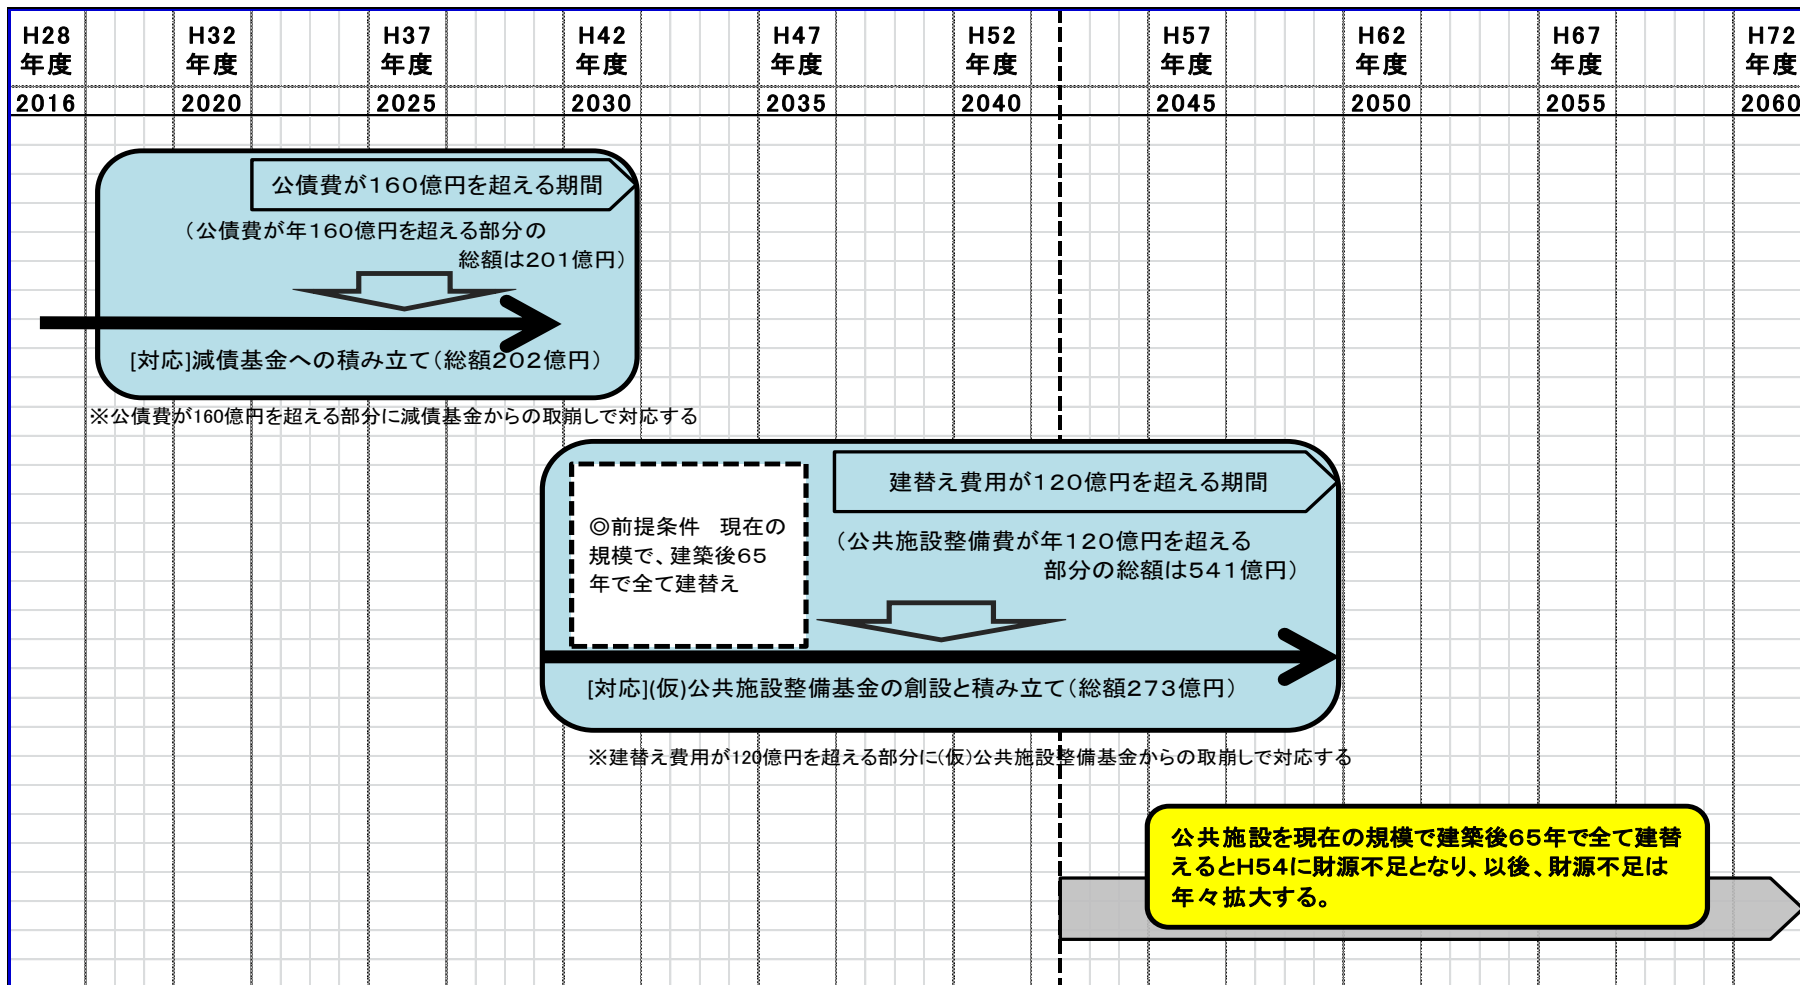 H28 H32 H37 H42 H47 H52 H57 H62 H67 H72
年度 年度 年度 年度 年度 年度 年度 年度 年度 年度
2016 2020 2025 2030 2035 2040 2045 2050 2055 2060
公債費が160億円を超える期間
（公債費が年160億円を超える部分の
総額は201億円）
[対応]減債基金への積み立て（総額202億円）
※公債費が160億円を超える部分に減債基金からの取崩しで対応する
建替え費用が120億円を超える期間
◎前提条件　現在の
規模で、建築後65
年で全て建替え
（公共施設整備費が年120億円を超える
部分の総額は541億円）
[対応](仮)公共施設整備基金の創設と積み立て（総額273億円）
※建替え費用が120億円を超える部分に(仮)公共施設整備基金からの取崩しで対応する
公共施設を現在の規模で建築後65年で全て建替
えるとH54に財源不足となり、以後、財源不足は
年々拡大する。